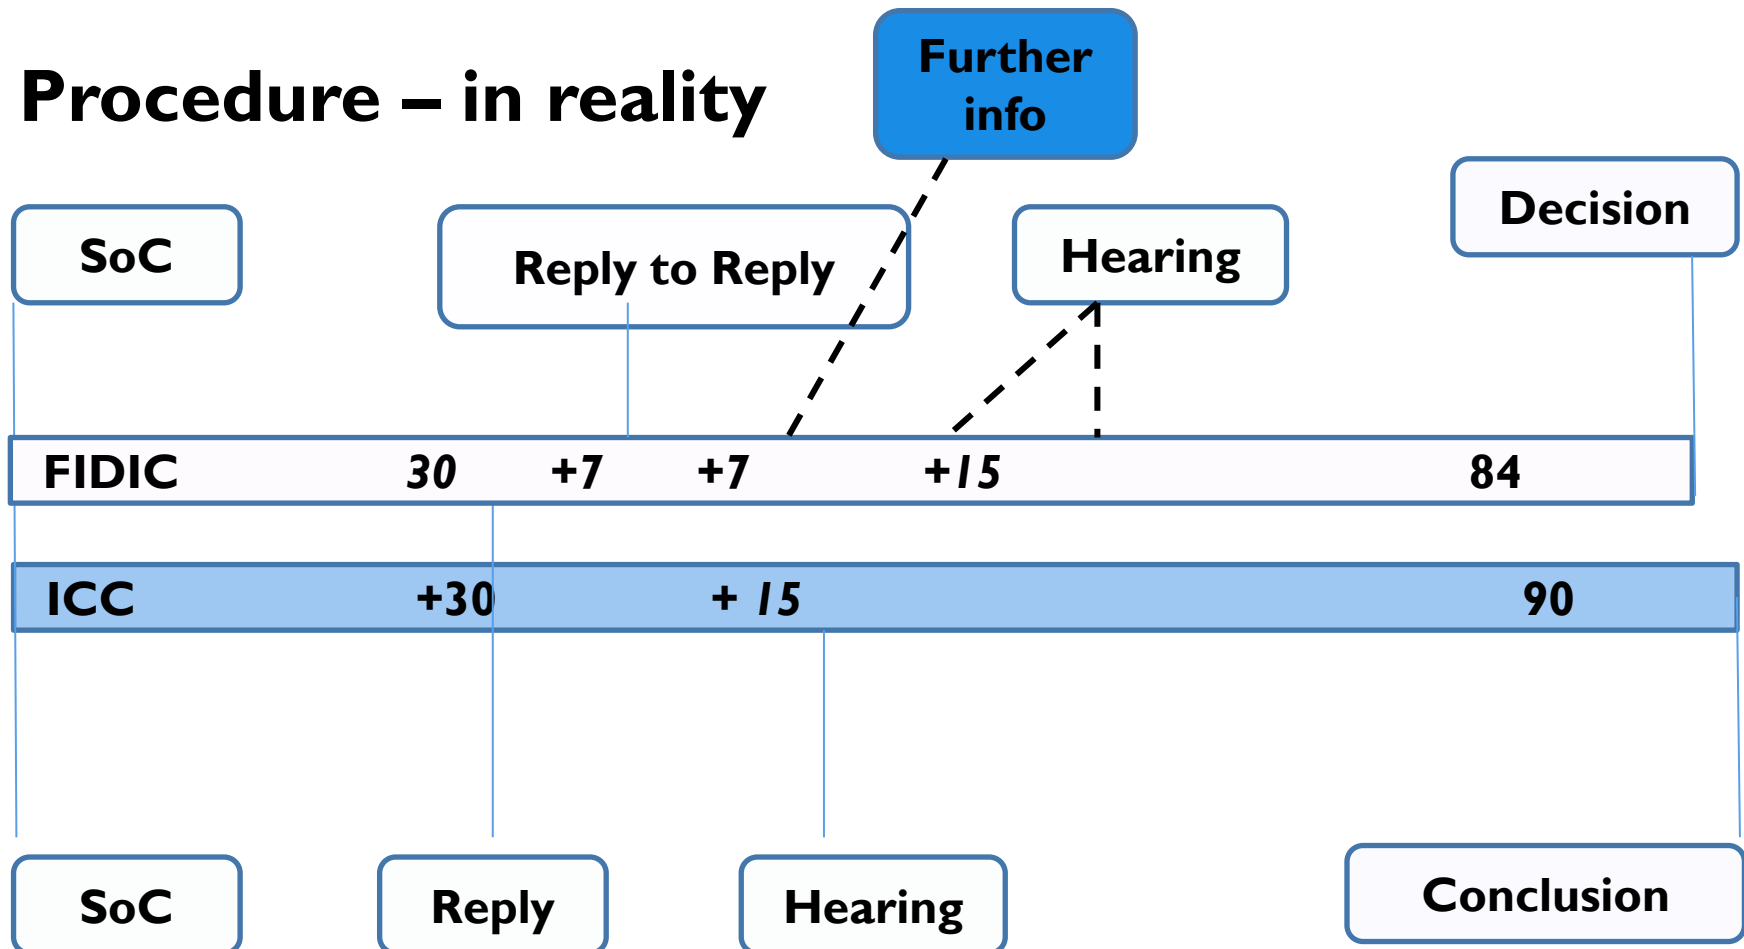 Procedure – in reality
Further
info
SoC
Reply to Reply
Hearing
Decision
FIDIC 30 +7 +7 +15 84
ICC +30 + 15 90
SoC
Reply
Hearing
Conclusion